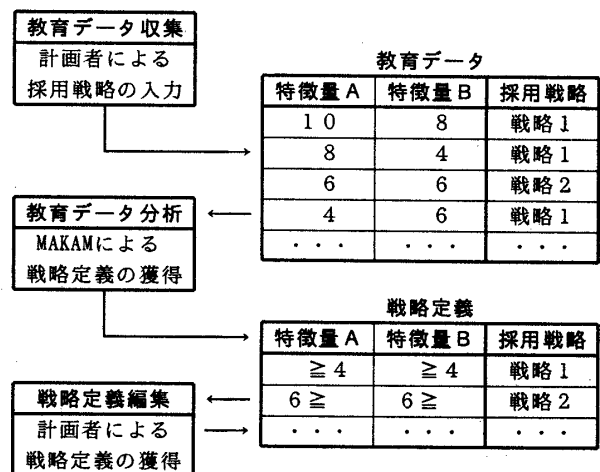 教育データ収集
計画者による
採用戦略の入力
教育データ
特徴量A 特徴量B 採用戦略
10 8 戦略1
8 4 戦略1
6 6 戦略2
4 6 戦略1
・・・ ・・・ ・・・
教育データ分析
MAKAMによる
戦略定義の獲得
戦略定義
特徴量A 特徴量B 採用戦略
≧4 ≧4 戦略1
6≧ 6≧ 戦略2
・・・ ・・・ ・・・
戦略定義編集
計画者による
戦略定義の獲得